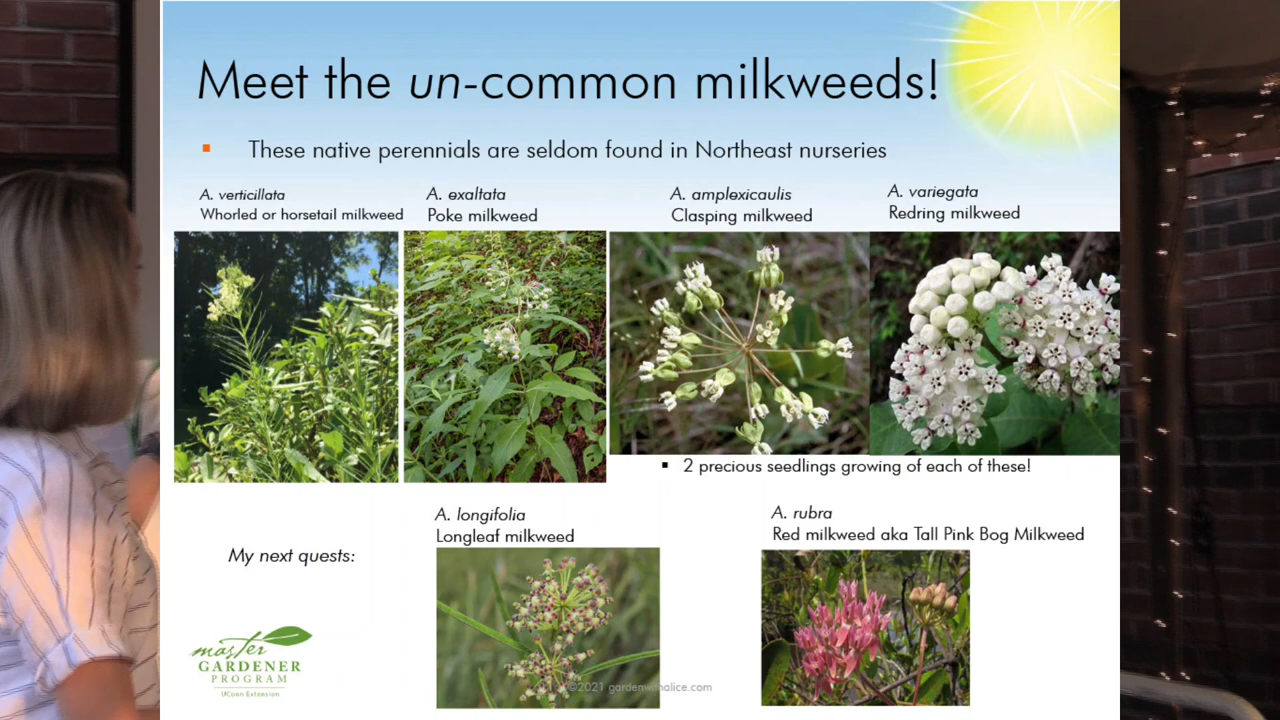 Meet the un-common milkweeds!
▪ These native perennials are seldom found in Northeast nurseries
A. verticillata
Whorled or horsetail milkweed
A. exaltata
Poke milkweed
A. amplexicaulis
Clasping milkweed
A. variegata
Redring milkweed
▪ 2 precious seedlings growing of each of these!
My next quests:
A. longifolia
Longleaf milkweed
A. rubra
Red milkweed aka Tall Pink Bog Milkweed
master
GARDENER
PROGRAM
UConn Extension
©2021 gardenwithalice.com